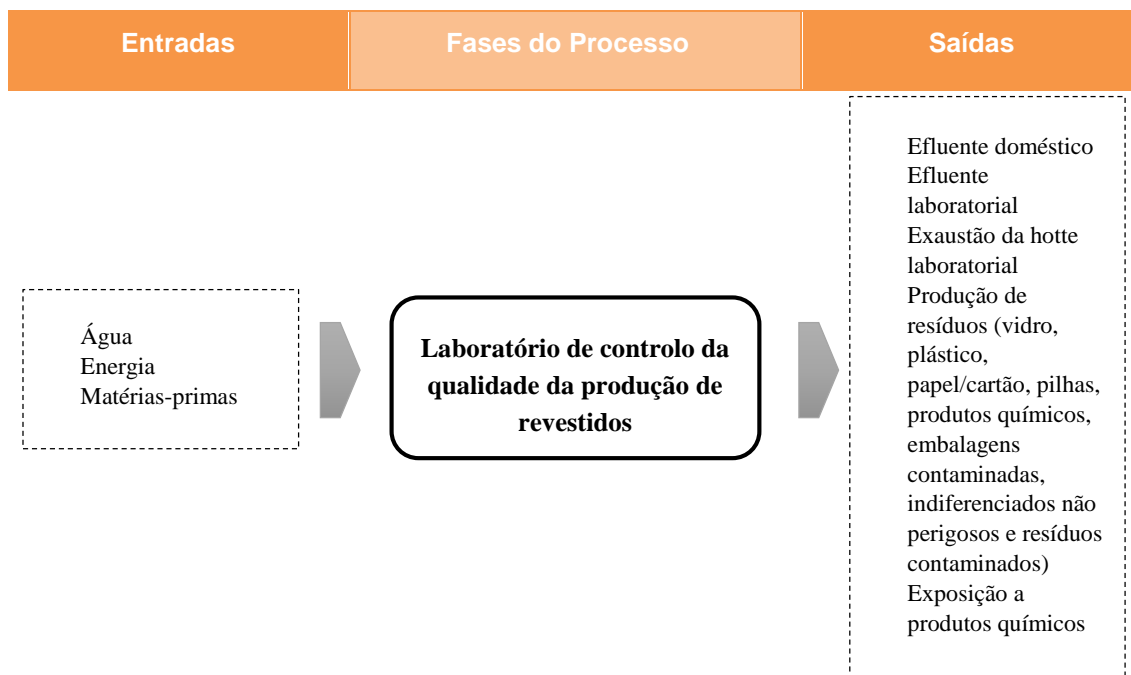 Entradas
Fases do Processo
Saídas
Água
Energia
Matérias-primas
Laboratório de controlo da
qualidade da produção de
revestidos
Efluente doméstico
Efluente
laboratorial
Exaustão da hotte
laboratorial
Produção de
resíduos (vidro,
plástico,
papel/cartão, pilhas,
produtos químicos,
embalagens
contaminadas,
indiferenciados não
perigosos e resíduos
contaminados)
Exposição a
produtos químicos